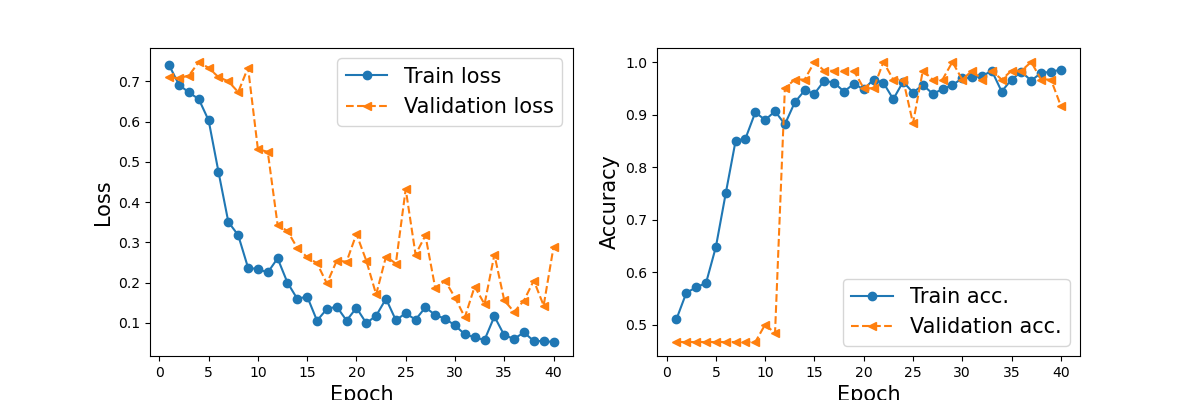 Train loss
Validation loss
Loss
0.7
0.6
0.5
0.4
0.3
0.2
0.1
0 5 10 15 20 25 30 35 40
Epoch
Accuracy
1.0
0.9
0.8
0.7
0.6
0.5
Train acc.
Validation acc.
0 5 10 15 20 25 30 35 40
Epoch